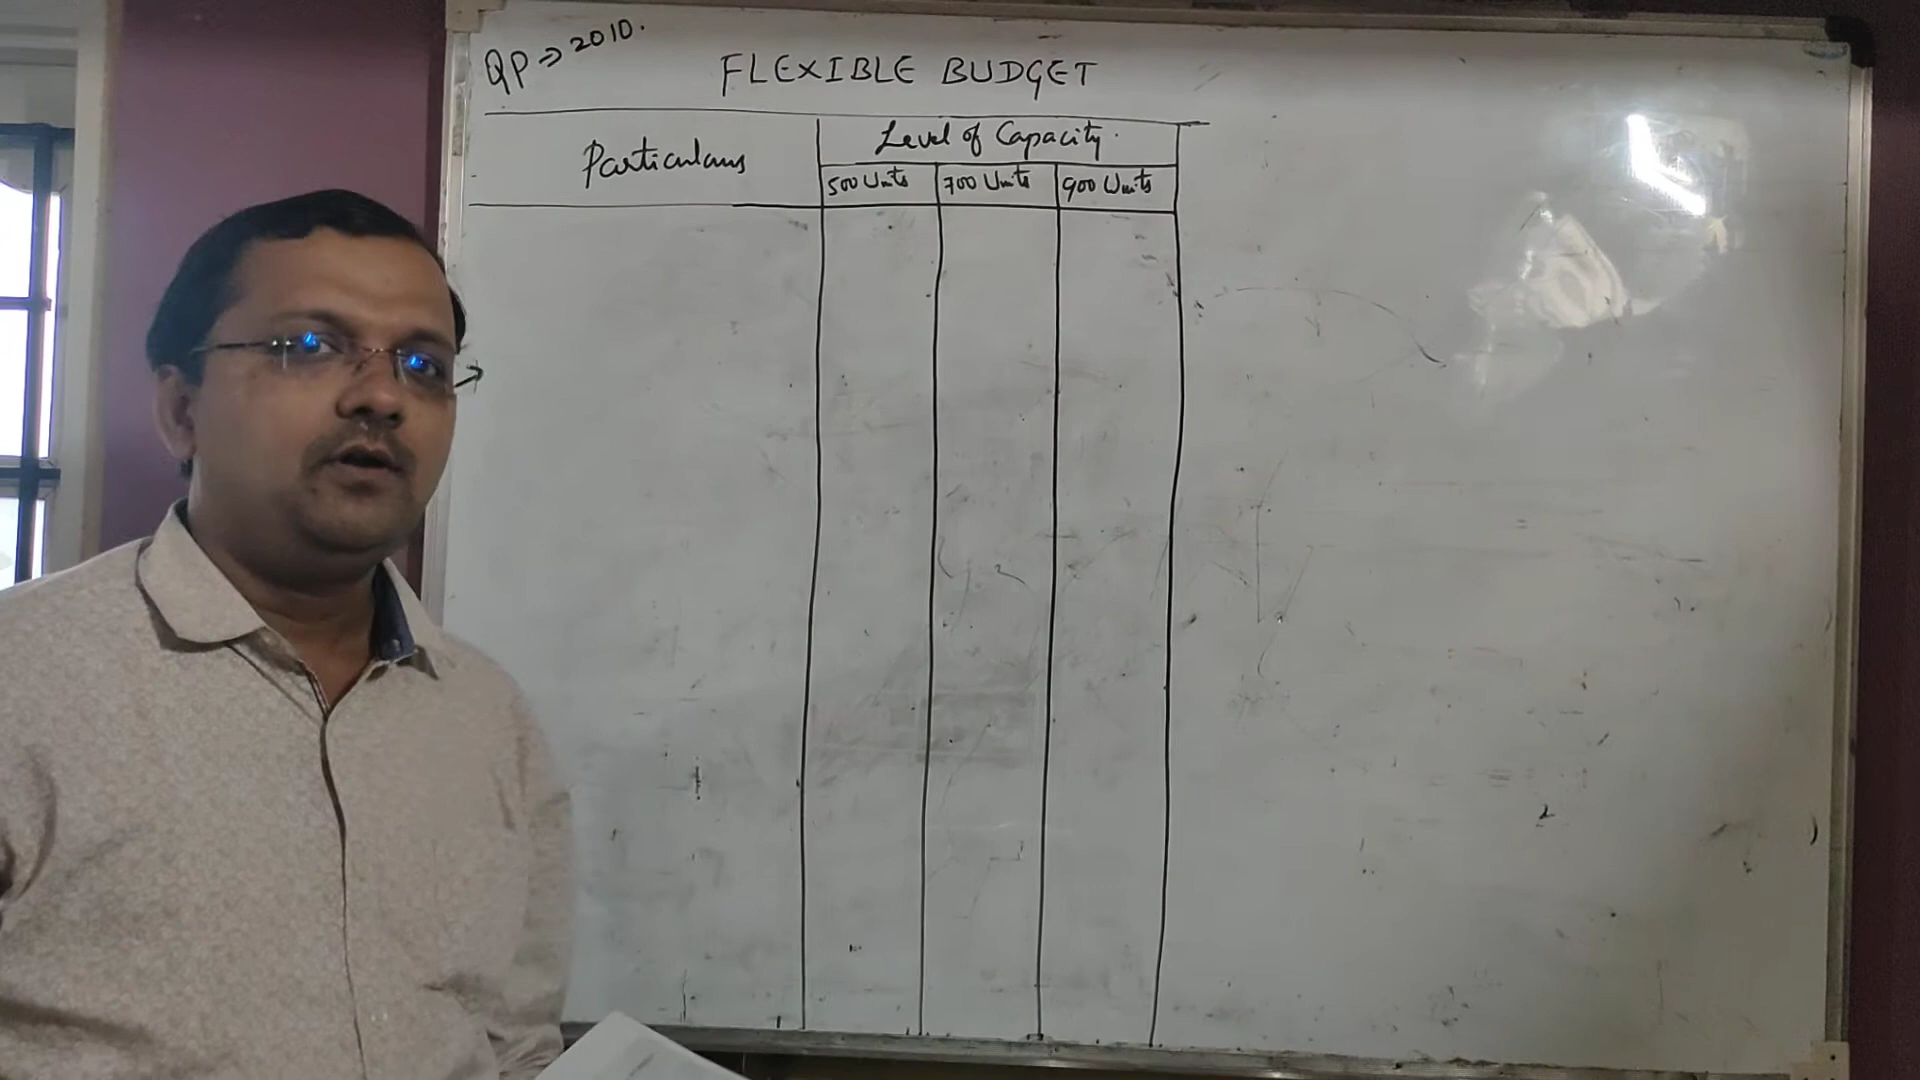 QP ⇒ 2010.
FLEXIBLE BUDGET
Particulars
Level of Capacity.
500 Units 700 Units 900 Units